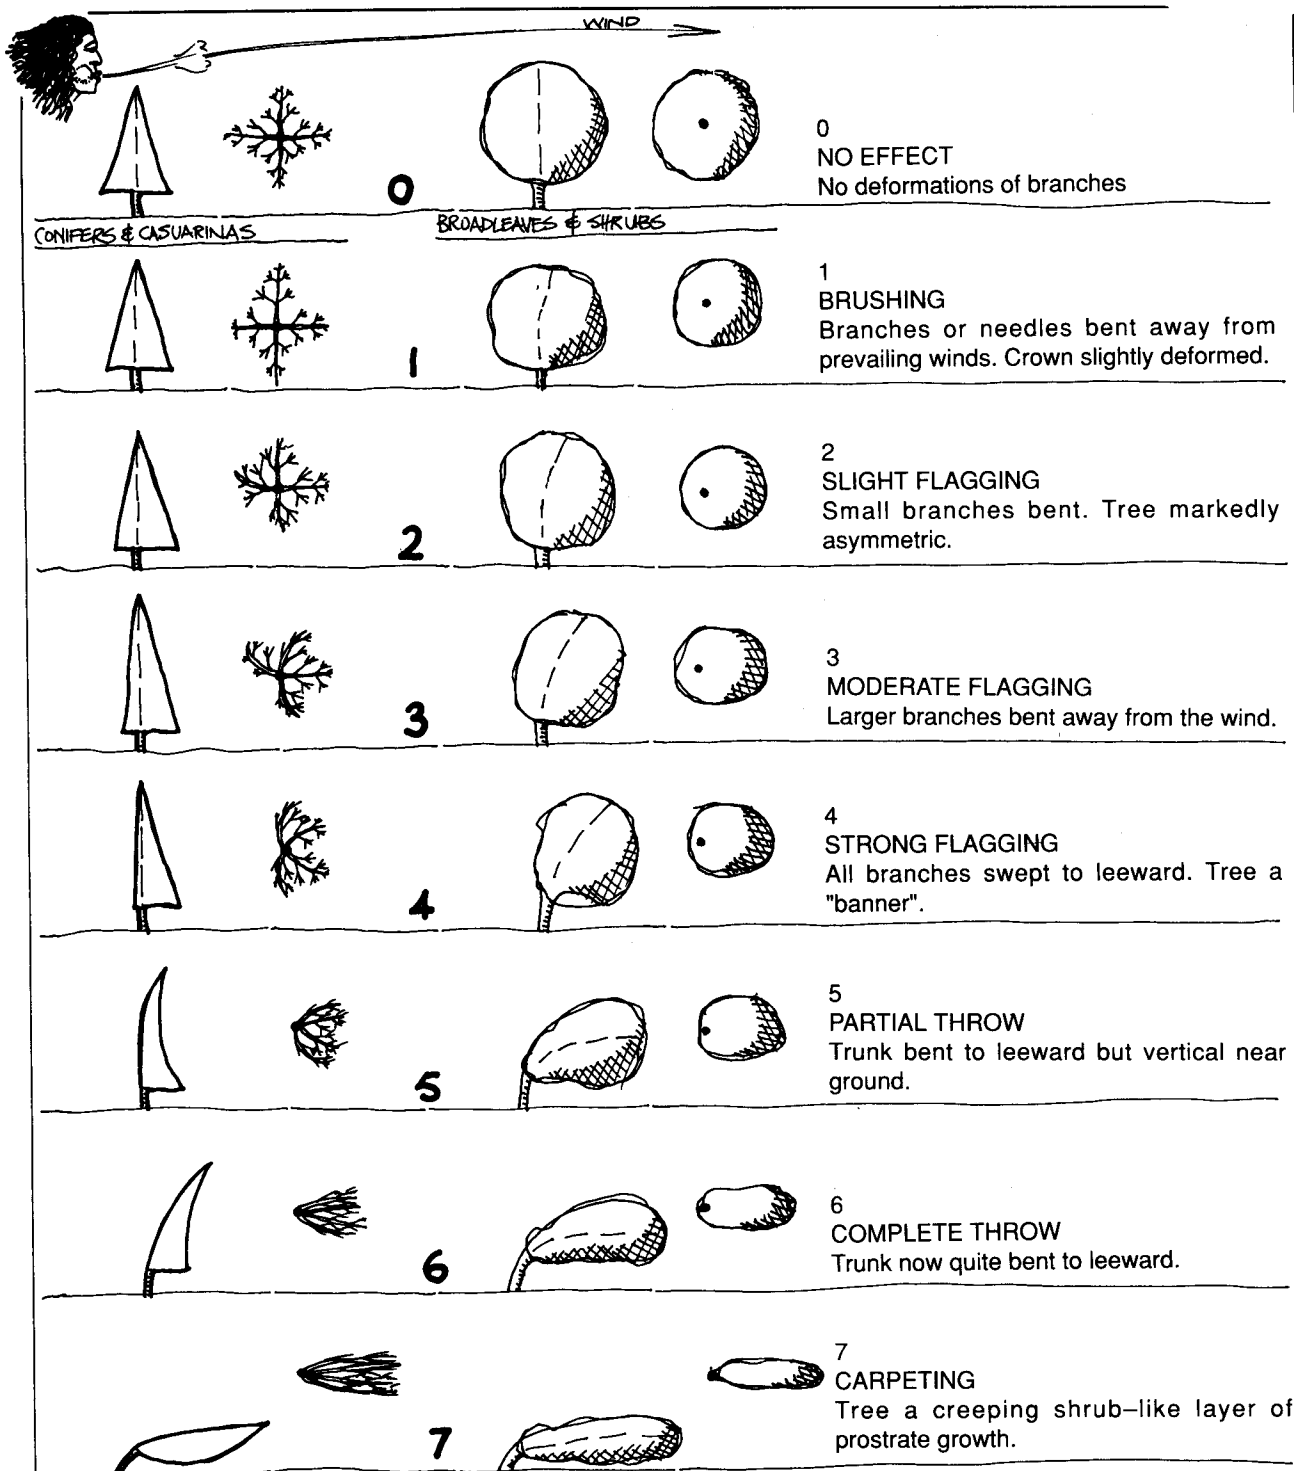 WIND
0
0
NO EFFECT
No deformations of branches
CONIFERS & CASUARINAS
BROADLEAVES & SHRUBS
1
1
BRUSHING
Branches or needles bent away from
prevailing winds. Crown slightly deformed.
2
2
SLIGHT FLAGGING
Small branches bent. Tree markedly
asymmetric.
3
3
MODERATE FLAGGING
Larger branches bent away from the wind.
4
4
STRONG FLAGGING
All branches swept to leeward. Tree a
"banner".
5
5
PARTIAL THROW
Trunk bent to leeward but vertical near
ground.
6
6
COMPLETE THROW
Trunk now quite bent to leeward.
7
7
CARPETING
Tree a creeping shrub–like layer of
prostrate growth.